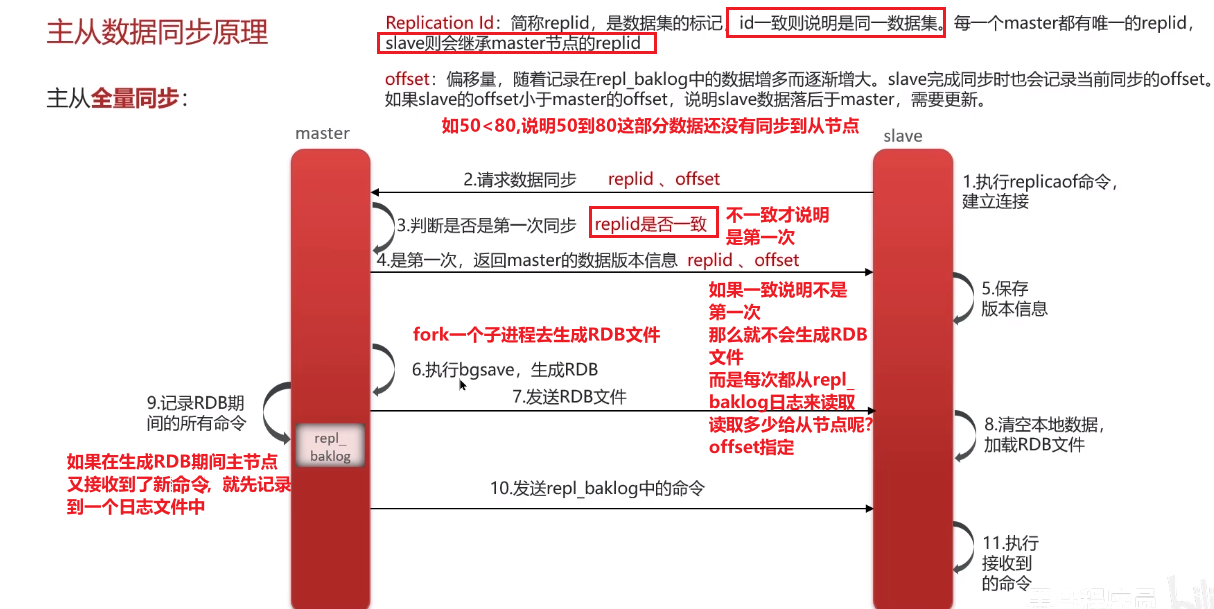 主从数据同步原理
Replication Id：简称replid，是数据集的标记，id一致则说明是同一数据集。每一个master都有唯一的replid，
slave则会继承master节点的replid
offset：偏移量，随着记录在repl_baklog中的数据增多而逐渐增大。slave完成同步时也会记录当前同步的offset。
如果slave的offset小于master的offset，说明slave数据落后于master，需要更新。
主从全量同步：
如50<80,说明50到80这部分数据还没有同步到从节点
master
slave
1.执行replicaof命令，
建立连接
2.请求数据同步 replid 、offset
3.判断是否是第一次同步 replid是否一致
不一致才说明
是第一次
4.是第一次，返回master的数据版本信息 replid 、offset
5.保存
版本信息
如果一致说明不是
第一次
那么就不会生成RDB
文件
而是每次都从repl_
baklog日志来读取
读取多少给从节点呢?
offset指定
fork一个子进程去生成RDB文件
6.执行bgsave，生成RDB
7.发送RDB文件
8.清空本地数据，
加载RDB文件
9.记录RDB期
间的所有命令
repl_
baklog
如果在生成RDB期间主节点
又接收到了新命令，就先记录
到一个日志文件中
10.发送repl_baklog中的命令
11.执行
接收到
的命令